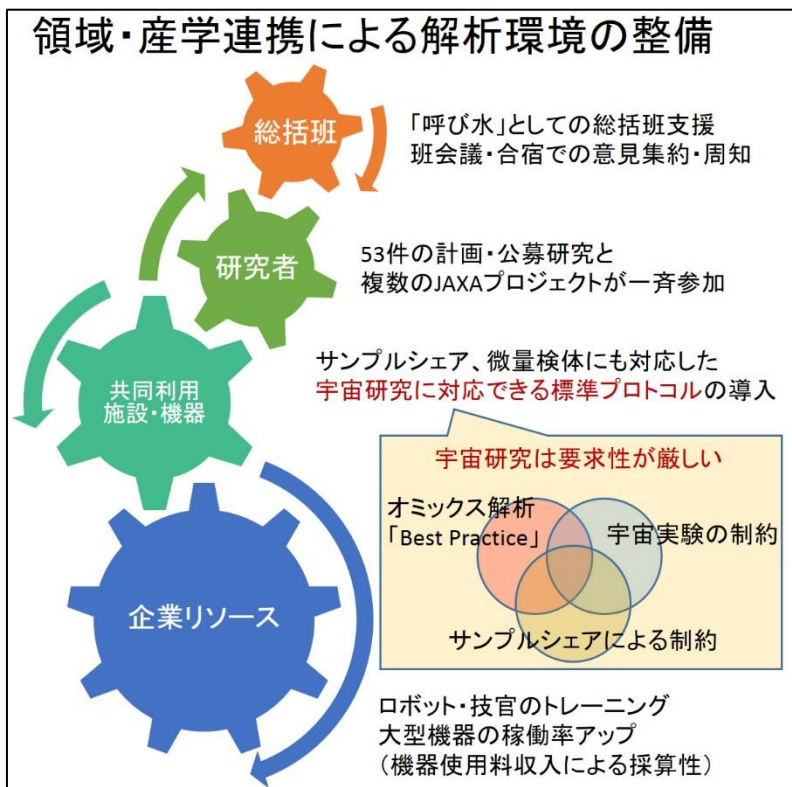 領域・産学連携による解析環境の整備
総括班
「呼び水」としての総括班支援
班会議・合宿での意見集約・周知
研究者
53件の計画・公募研究と
複数のJAXAプロジェクトが一斉参加
共同利用
施設・機器
サンプルシェア、微量検体にも対応した
宇宙研究に対応できる標準プロトコルの導入
宇宙研究は要求性が厳しい
オミックス解析
「Best Practice」
宇宙実験の制約
サンプルシェアによる制約
企業リソース
ロボット・技官のトレーニング
大型機器の稼働率アップ
（機器使用料収入による採算性）